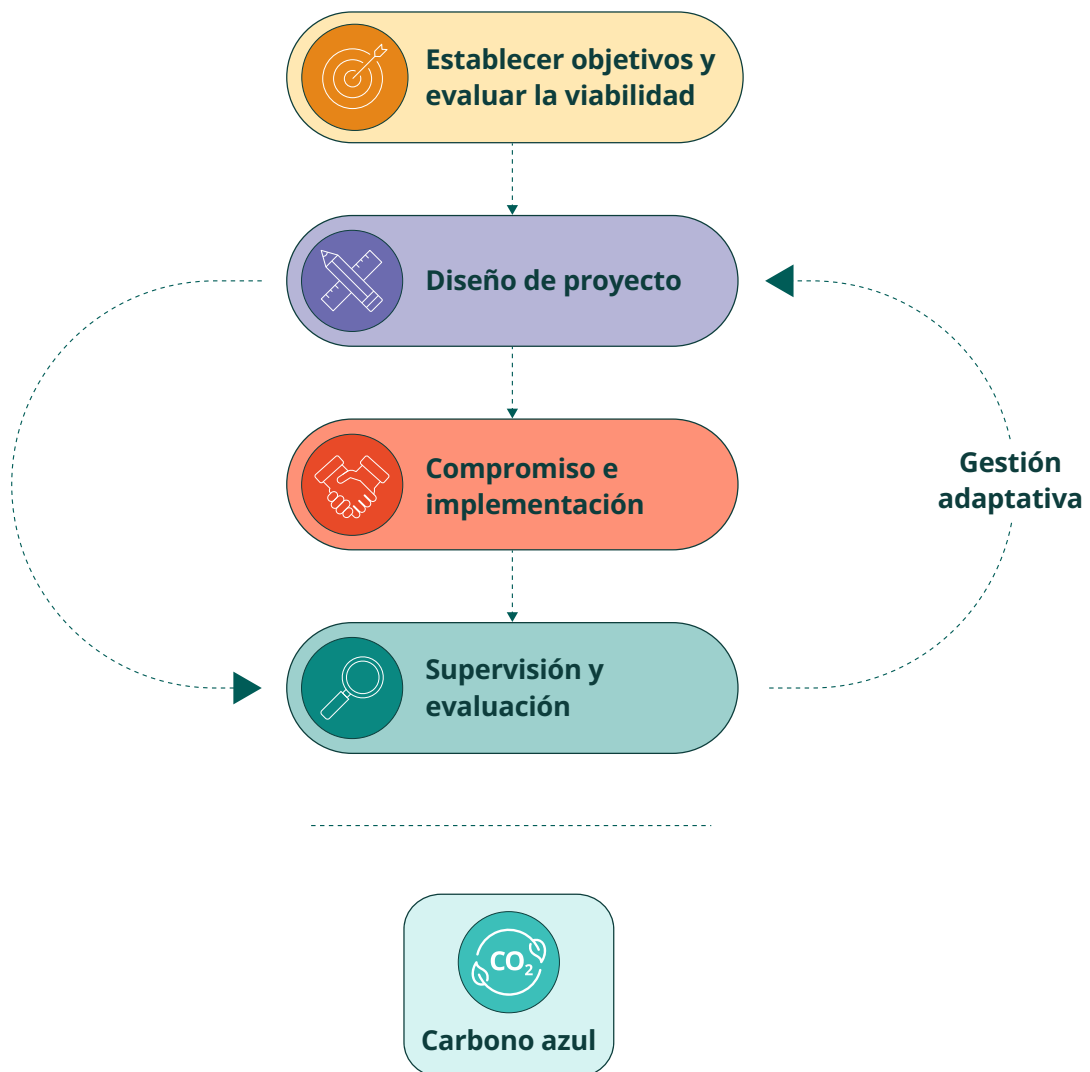 Establecer objetivos y
evaluar la viabilidad
Diseño de proyecto
Compromiso e
implementación
Gestión
adaptativa
Supervisión y
evaluación
CO₂
Carbono azul